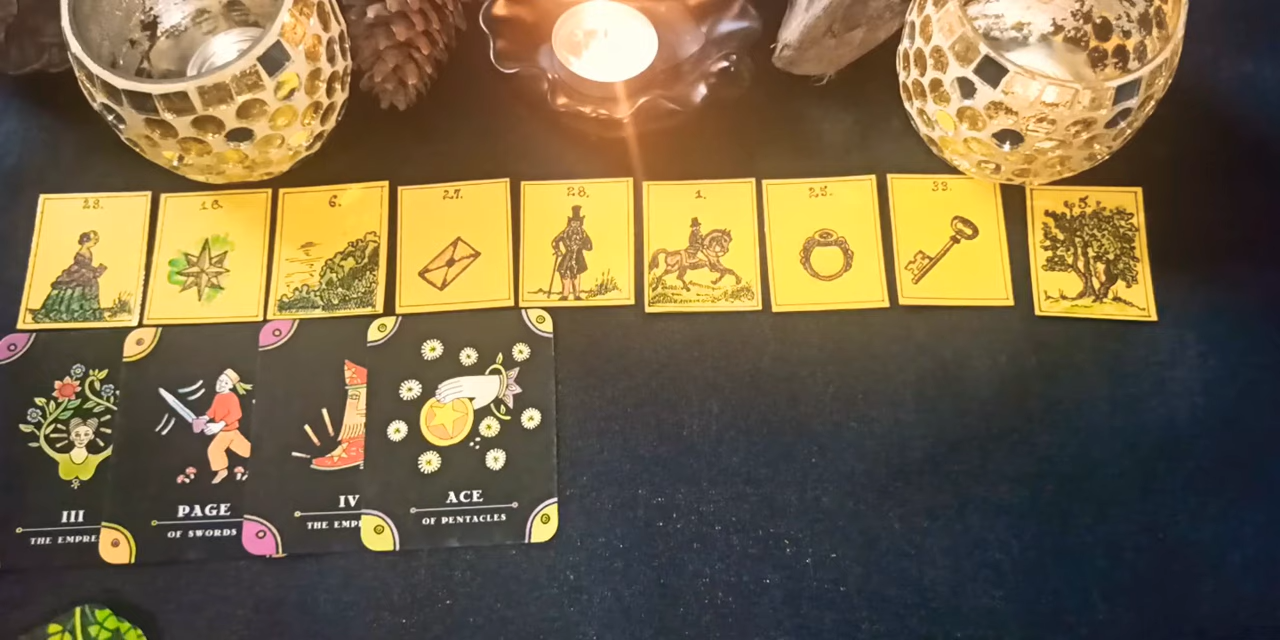 29.
16.
6.
27.
28.
1.
25.
33.
5.
III
THE EMPRE
PAGE
OF SWORDS
IV
THE EMP
ACE
OF PENTACLES